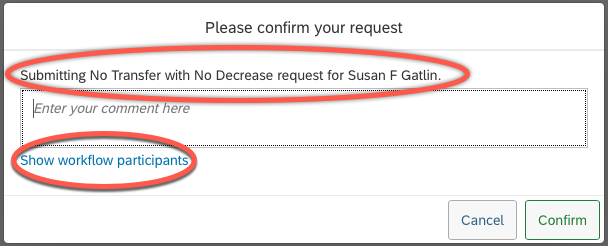 Please confirm your request
Submitting No Transfer with No Decrease request for Susan F Gatlin.
Enter your comment here
Show workflow participants
Cancel
Confirm